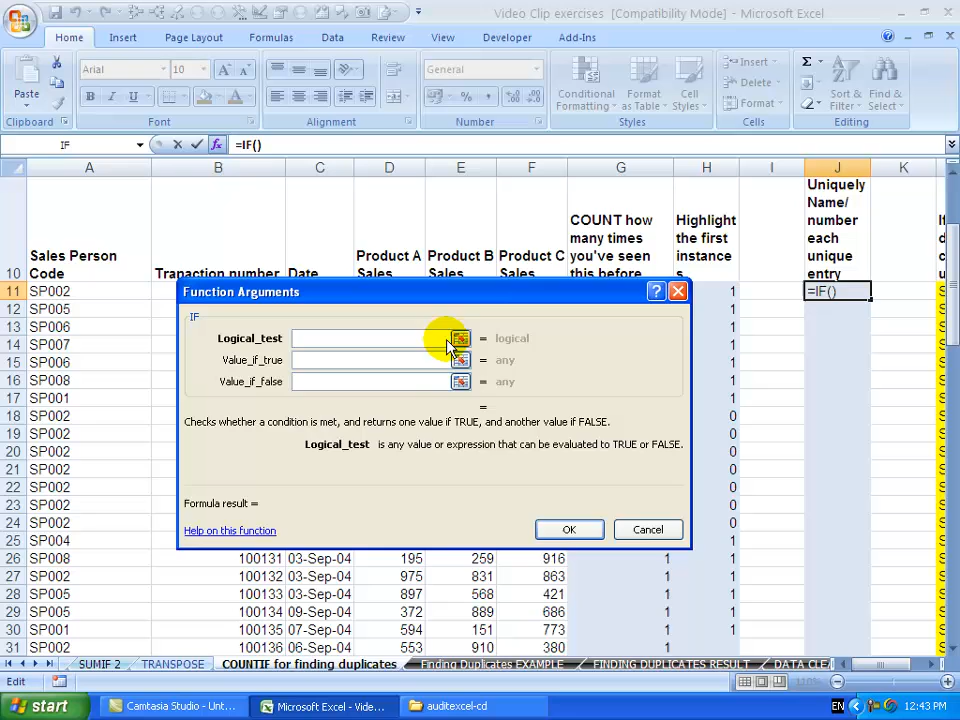 Video Clip exercises [Compatibility Mode] - Microsoft Excel
Home Insert Page Layout Formulas Data Review View Developer Add-Ins
Paste
Arial 10
General
Conditional Formatting
Format as Table
Cell Styles
Insert
Delete
Format
Sort & Filter
Find & Select
Clipboard Font Alignment Number Styles Cells Editing
IF =IF()
A B C D E F G H I J K
10 Sales Person Code
Tranpaction number
Date
Product A Sales
Product B Sales
Product C Sales
COUNT how many times you've seen this before
Highlight the first instance s
Uniquely Name/ number each unique entry
11 SP002 1 =IF()
12 SP005 1
13 SP006 1
14 SP007 1
15 SP006 1
16 SP008 1
17 SP001 1
18 SP002 0
19 SP002 0
20 SP002 0
21 SP002 0
22 SP002 0
23 SP002 0
24 SP002 0
25 SP004 1
26 SP008 100131 03-Sep-04 195 259 916 1 1
27 SP002 100132 03-Sep-04 975 831 863 1 1
28 SP005 100133 03-Sep-04 897 568 421 1 1
29 SP002 100134 09-Sep-04 372 889 686 1 1
30 SP001 100135 07-Sep-04 594 151 773 1 1
31 SP002 100136 06-Sep-04 553 910 380 1
Function Arguments
IF
Logical_test = logical
Value_if_true = any
Value_if_false = any
=
Checks whether a condition is met, and returns one value if TRUE, and another value if FALSE.
Logical_test is any value or expression that can be evaluated to TRUE or FALSE.
Formula result =
Help on this function OK Cancel
SUMIF 2 TRANSPOSE COUNTIF for finding duplicates Finding Duplicates EXAMPLE FINDING DUPLICATES RESULT DATA CLEA
Edit
start Camtasia Studio - Unt... Microsoft Excel - Vide... auditexcel-cd EN 12:43 PM